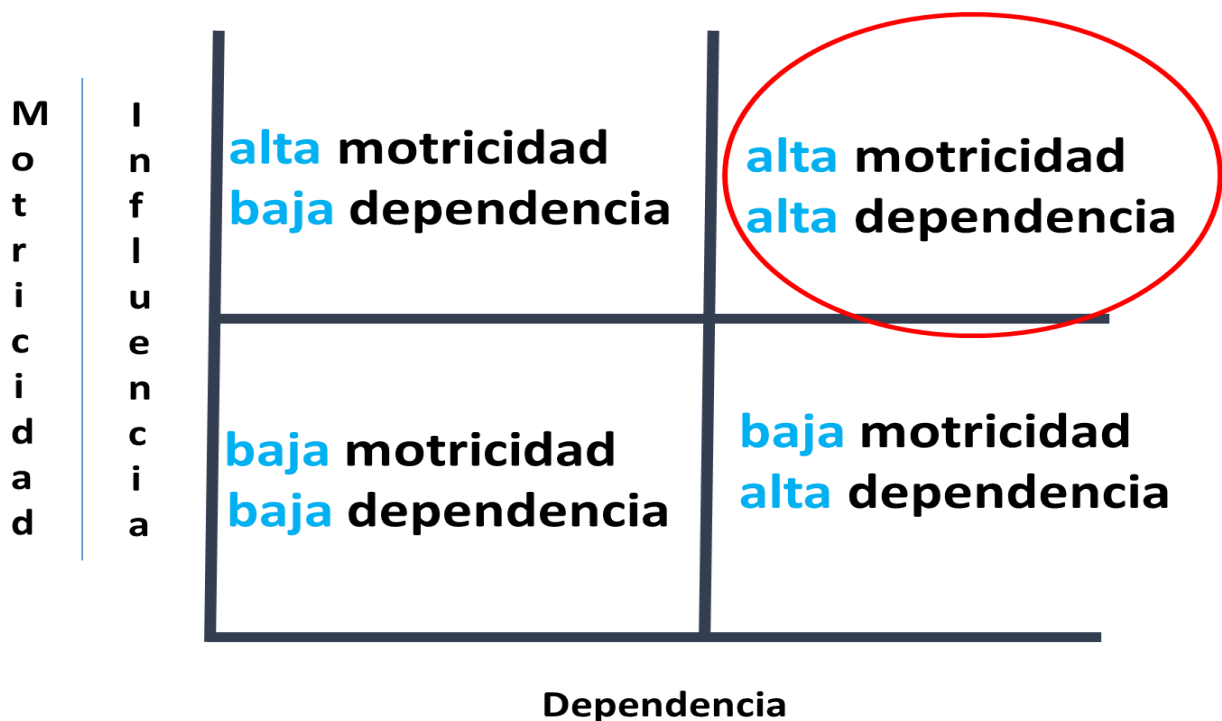 Motricidad
Influencia
alta motricidad
baja dependencia
alta motricidad
alta dependencia
baja motricidad
baja dependencia
baja motricidad
alta dependencia
Dependencia